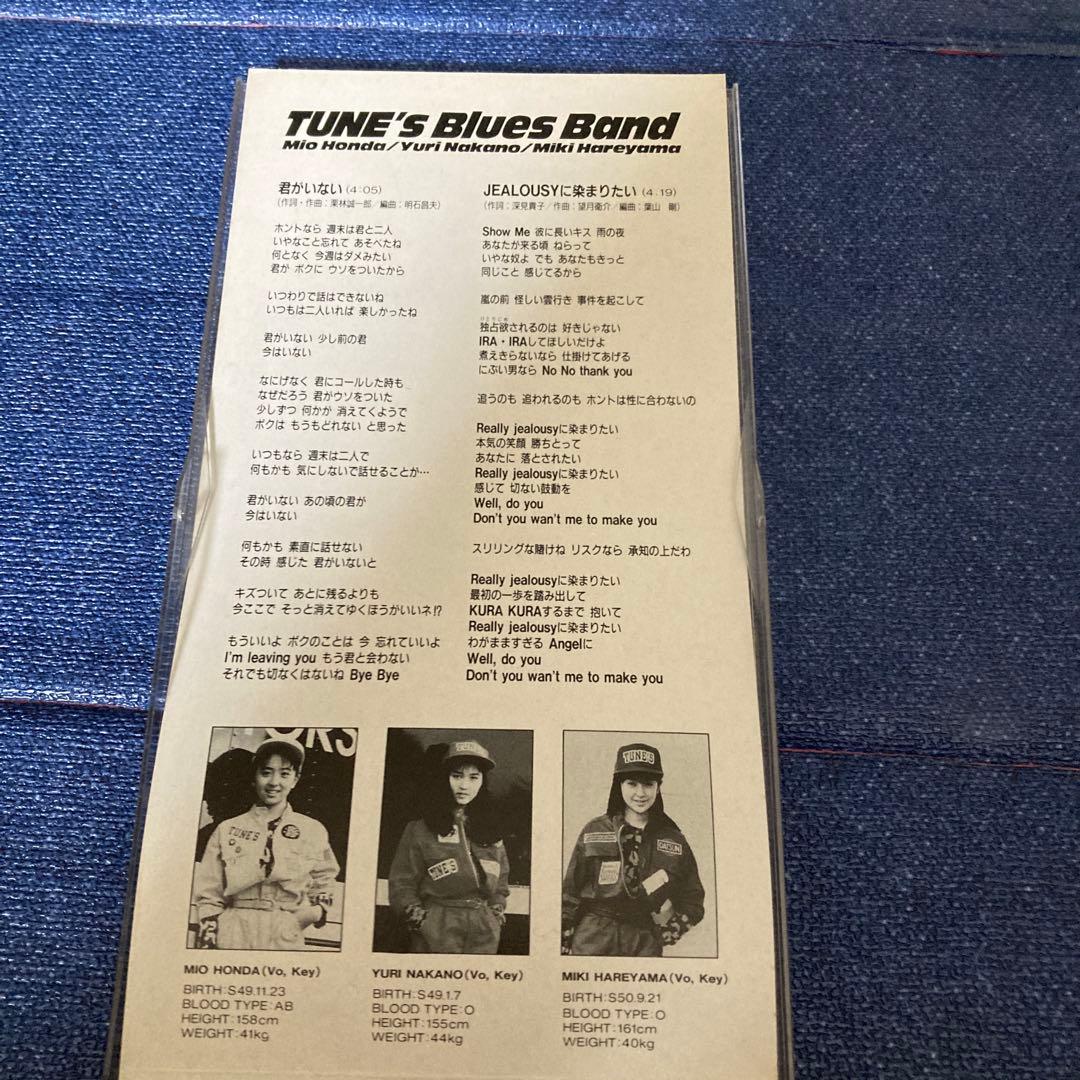 TUNE's Blues Band
Mio Honda/Yuri Nakano/Miki Hareyama
君がいない(4:05)
(作詞・作曲:栗林誠一郎/編曲:明石昌夫)
ホントなら 週末は君と二人
いやなこと忘れて あそべたね
何となく 今週はダメみたい
君が ボクに ウソをついたから
いつわりで話はできないね
いつもは二人いれば 楽しかったね
君がいない 少し前の君
今はいない
なにげなく 君にコールした時も
なぜだろう 君がウソをついた
少しずつ 何かが 消えてくようで
ボクは もうもどれない と思った
いつもなら 週末は二人で
何もかも 気にしないで話せることが…
君がいない あの頃の君が
今はいない
何もかも 素直に話せない
その時 感じた 君がいないと
キズついて あとに残るよりも
今ここで そっと消えてゆくほうがいいネ!?
もういいよ ボクのことは 今 忘れていいよ
I'm leaving you もう君と会わない
それでも切なくはないね Bye Bye
JEALOUSYに染まりたい(4:19)
(作詞:深見貴子/作曲:望月衛介/編曲:葉山 剛)
Show Me 彼に長いキス 雨の夜
あなたが来る頃 ねらって
いやな奴よ でも あなたもきっと
同じこと 感じてるから
嵐の前 怪しい雲行き 事件を起こして
ひとりじめ
独占欲されるのは 好きじゃない
IRA・IRAしてほしいだけよ
煮えきらないなら 仕掛けてあげる
にぶい男なら No No thank you
追うのも 追われるのも ホントは性に合わないの
Really jealousyに染まりたい
本気の笑顔 勝ちとって
あなたに 落とされたい
Really jealousyに染まりたい
感じて 切ない鼓動を
Well, do you
Don't you wan't me to make you
スリリングな賭けね リスクなら 承知の上だわ
Really jealousyに染まりたい
最初の一歩を踏み出して
KURA KURAするまで 抱いて
Really jealousyに染まりたい
わがまますぎる Angelに
Well, do you
Don't you wan't me to make you
TUNE'S
TUNE'S
TUNE'S
TUNE'S
DATSUN
MIO HONDA(Vo, Key)
BIRTH:S49.11.23
BLOOD TYPE:AB
HEIGHT:158cm
WEIGHT:41kg
YURI NAKANO(Vo, Key)
BIRTH:S49.1.7
BLOOD TYPE:O
HEIGHT:155cm
WEIGHT:44kg
MIKI HAREYAMA(Vo, Key)
BIRTH:S50.9.21
BLOOD TYPE:O
HEIGHT:161cm
WEIGHT:40kg